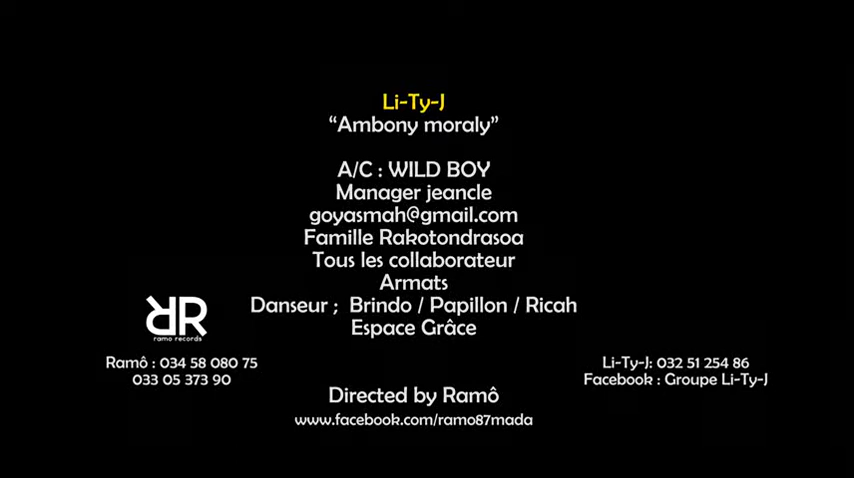 Li-Ty-J
“Ambony moraly”
A/C : WILD BOY
Manager jeancle
goyasmah@gmail.com
Famille Rakotondrasoa
Tous les collaborateur
Armats
Danseur ; Brindo / Papillon / Ricah
Espace Grâce
RR
ramo records
Ramô : 034 58 080 75
033 05 373 90
Li-Ty-J: 032 51 254 86
Facebook : Groupe Li-Ty-J
Directed by Ramô
www.facebook.com/ramo87mada